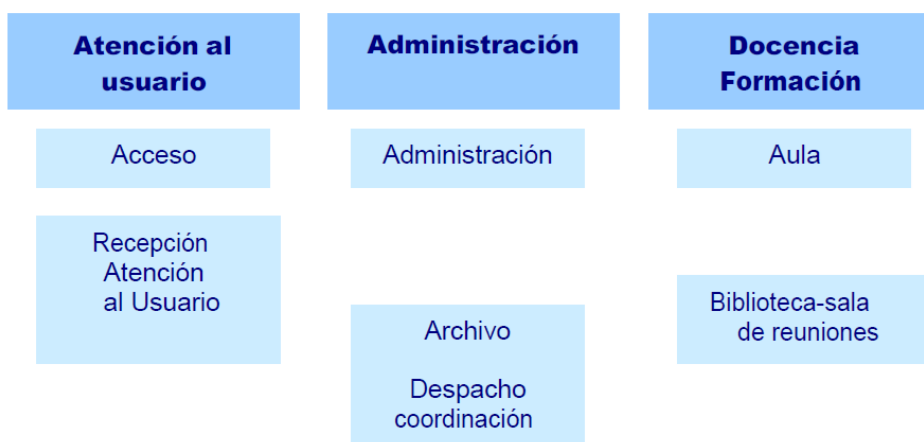 Atención al
usuario
Administración
Docencia
Formación
Acceso
Administración
Aula
Recepción
Atención
al Usuario
Archivo
Despacho
coordinación
Biblioteca-sala
de reuniones